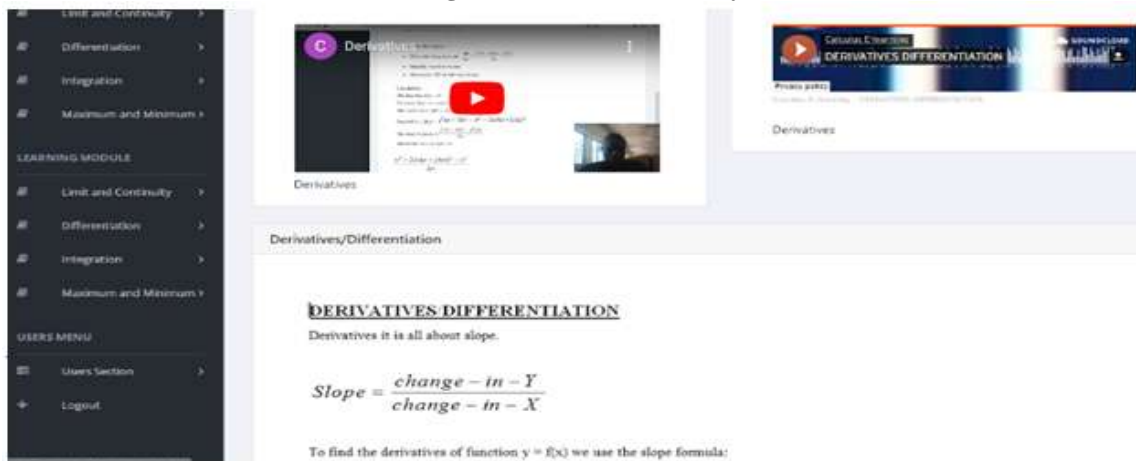 Limit and Continuity
Differentiation
Integration
Maximum and Minimum
LEARNING MODULE
Limit and Continuity
Differentiation
Integration
Maximum and Minimum
USERS MENU
Users Section
Logout
C Derivatives
Derivatives
DERIVATIVES DIFFERENTIATION
SOUNDCLOUD
Privacy policy
Derivatives
Derivatives/Differentiation
DERIVATIVES/DIFFERENTIATION
Derivatives it is all about slope.
Slope = change - in - Y / change - in - X
To find the derivatives of function y = f(x) we use the slope formula: